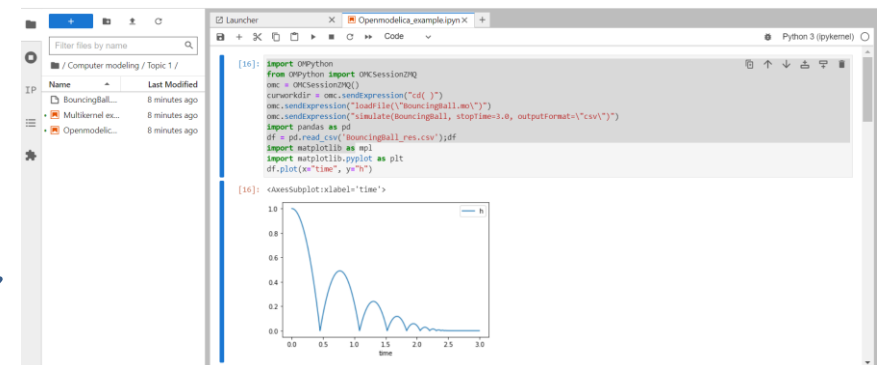 Launcher
Openmodelica_example.ipyn
Filter files by name
Code
Python 3 (ipykernel)
/ Computer modeling / Topic 1 /
Name
Last Modified
BouncingBall....
8 minutes ago
Multikernel ex...
8 minutes ago
Openmodelic...
8 minutes ago
IP
[16]:
import OMPython
from OMPython import OMCSessionZMQ
omc = OMCSessionZMQ()
curworkdir = omc.sendExpression("cd( )")
omc.sendExpression("loadFile(\"BouncingBall.mo\")")
omc.sendExpression("simulate(BouncingBall, stopTime=3.0, outputFormat=\"csv\")")
import pandas as pd
df = pd.read_csv('BouncingBall_res.csv');df
import matplotlib as mpl
import matplotlib.pyplot as plt
df.plot(x="time", y="h")
[16]: <AxesSubplot:xlabel='time'>
h
1.0
0.8
0.6
0.4
0.2
0.0
0.0 0.5 1.0 1.5 2.0 2.5 3.0
time